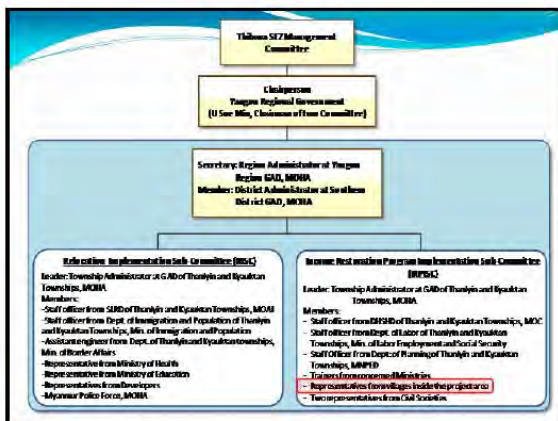 Thilawa SEZ Management
Committee
Chairperson
Yangon Regional Government
(U Soe Min, Chairman of two Committee)
Secretary: Region Administrator at Yangon
Region GAD, MOHA
Member: District Administrator at Southern
District GAD, MOHA
Relocation Implementation Sub-Committee (RISC)
Leader: Township Administrator at GAD of Thanlyin and Kyauktan
Townships, MOHA
Members:
-Staff officer from SLRD of Thanlyin and Kyauktan Townships, MOAI
-Staff officer from Dept. of Immigration and Population of Thanlyin
and Kyauktan Townships, Min. of Immigration and Population
-Assistant engineer from Dept. of Thanlyin and Kyauktan townships,
Min. of Border Affairs
-Representative from Ministry of Health
-Representative from Ministry of Education
-Representatives from Developers
-Myanmar Police Force, MOHA
Income Restoration Program Implementation Sub-Committee
(IRPISC)
Leader: Township Administrator at GAD of Thanlyin and Kyauktan
Townships, MOHA
Members:
- Staff officer from DHSHD of Thanlyin and Kyauktan Townships, MOC
- Staff officer from Dept. of Labor of Thanlyin and Kyauktan
Townships, Min. of Labor Employment and Social Security
- Staff Officer from Dept of Planning of Thanlyin and Kyauktan
Townships, MNPED
- Trainers from concerned Ministries
- Representatives from villages inside the project area
- Two representatives from Civil Societies